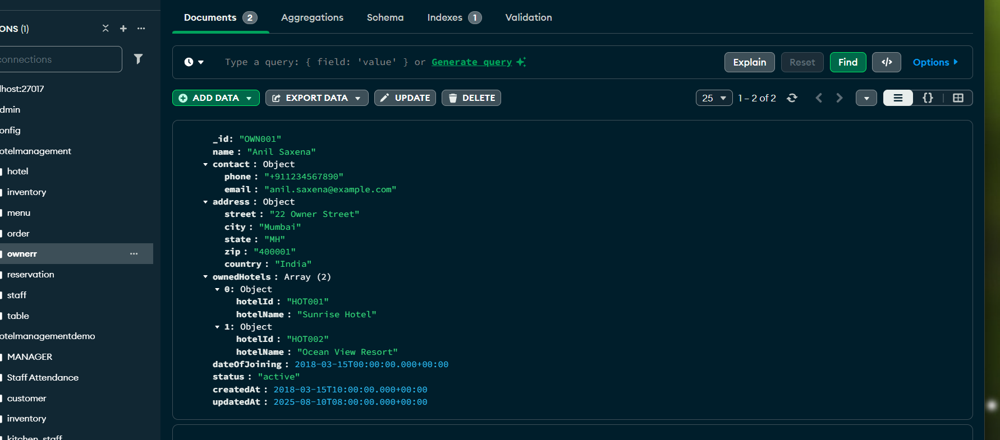 ONS (1)
connections
lhost:27017
dmin
onfig
otelmanagement
hotel
inventory
menu
order
ownerr
reservation
staff
table
otelmanagementdemo
MANAGER
Staff Attendance
customer
inventory
kitchen_staff
Documents 2 Aggregations Schema Indexes 1 Validation
Type a query: { field: 'value' } or Generate query
Explain Reset Find </> Options
ADD DATA EXPORT DATA UPDATE DELETE
25 1 – 2 of 2 {}
_id: "OWN001"
name : "Anil Saxena"
contact : Object
phone : "+911234567890"
email : "anil.saxena@example.com"
address : Object
street : "22 Owner Street"
city : "Mumbai"
state : "MH"
zip : "400001"
country : "India"
ownedHotels : Array (2)
0: Object
hotelId : "HOT001"
hotelName : "Sunrise Hotel"
1: Object
hotelId : "HOT002"
hotelName : "Ocean View Resort"
dateOfJoining : 2018-03-15T00:00:00.000+00:00
status : "active"
createdAt : 2018-03-15T10:00:00.000+00:00
updatedAt : 2025-08-10T08:00:00.000+00:00